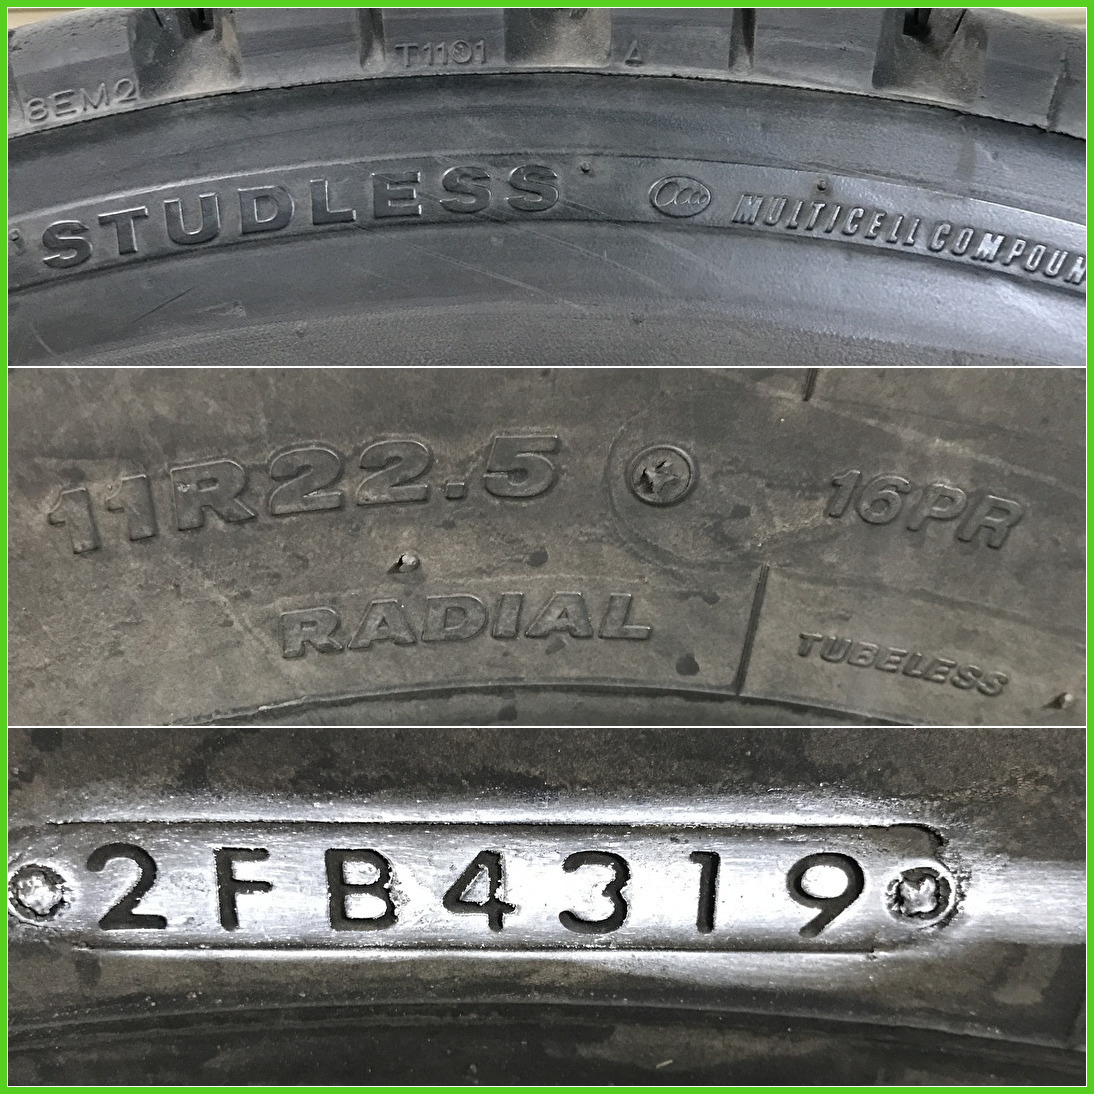 8EM2 T1101
STUDLESS MULTICELL COMPOUN
11R22.5 16PR
RADIAL
TUBELESS
2FB4319